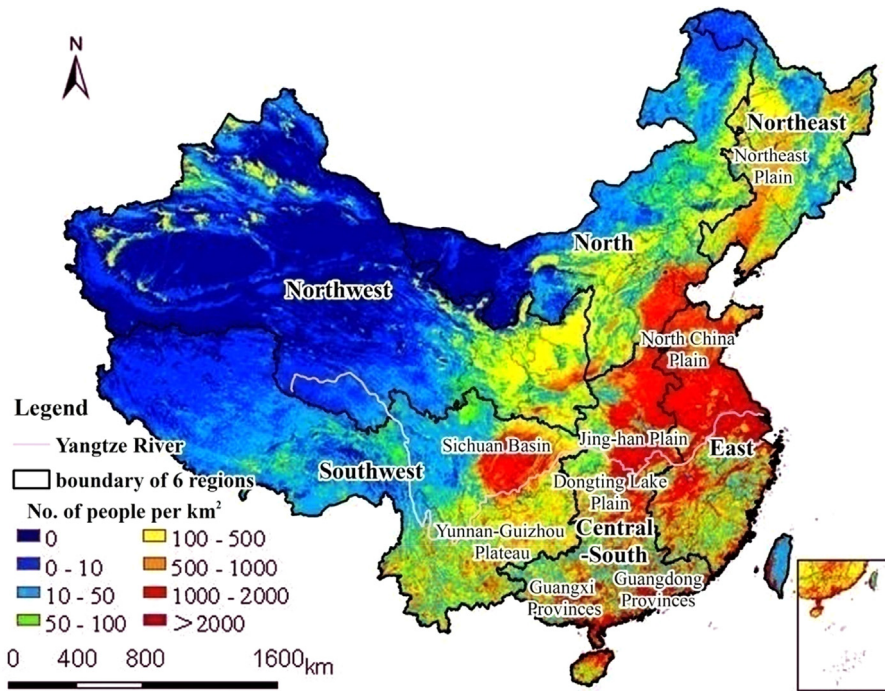 N
Northeast
Northeast
Plain
North
Northwest
North China
Plain
Legend
Yangtze River
boundary of 6 regions
No. of people per km²
0
0 - 10
10 - 50
50 - 100
100 - 500
500 - 1000
1000 - 2000
>2000
Sichuan Basin
Jing-han Plain
East
Southwest
Dongting Lake
Plain
Yunnan-Guizhou
Plateau
Central
-South
Guangxi
Provinces
Guangdong
Provinces
0 400 800 1600km